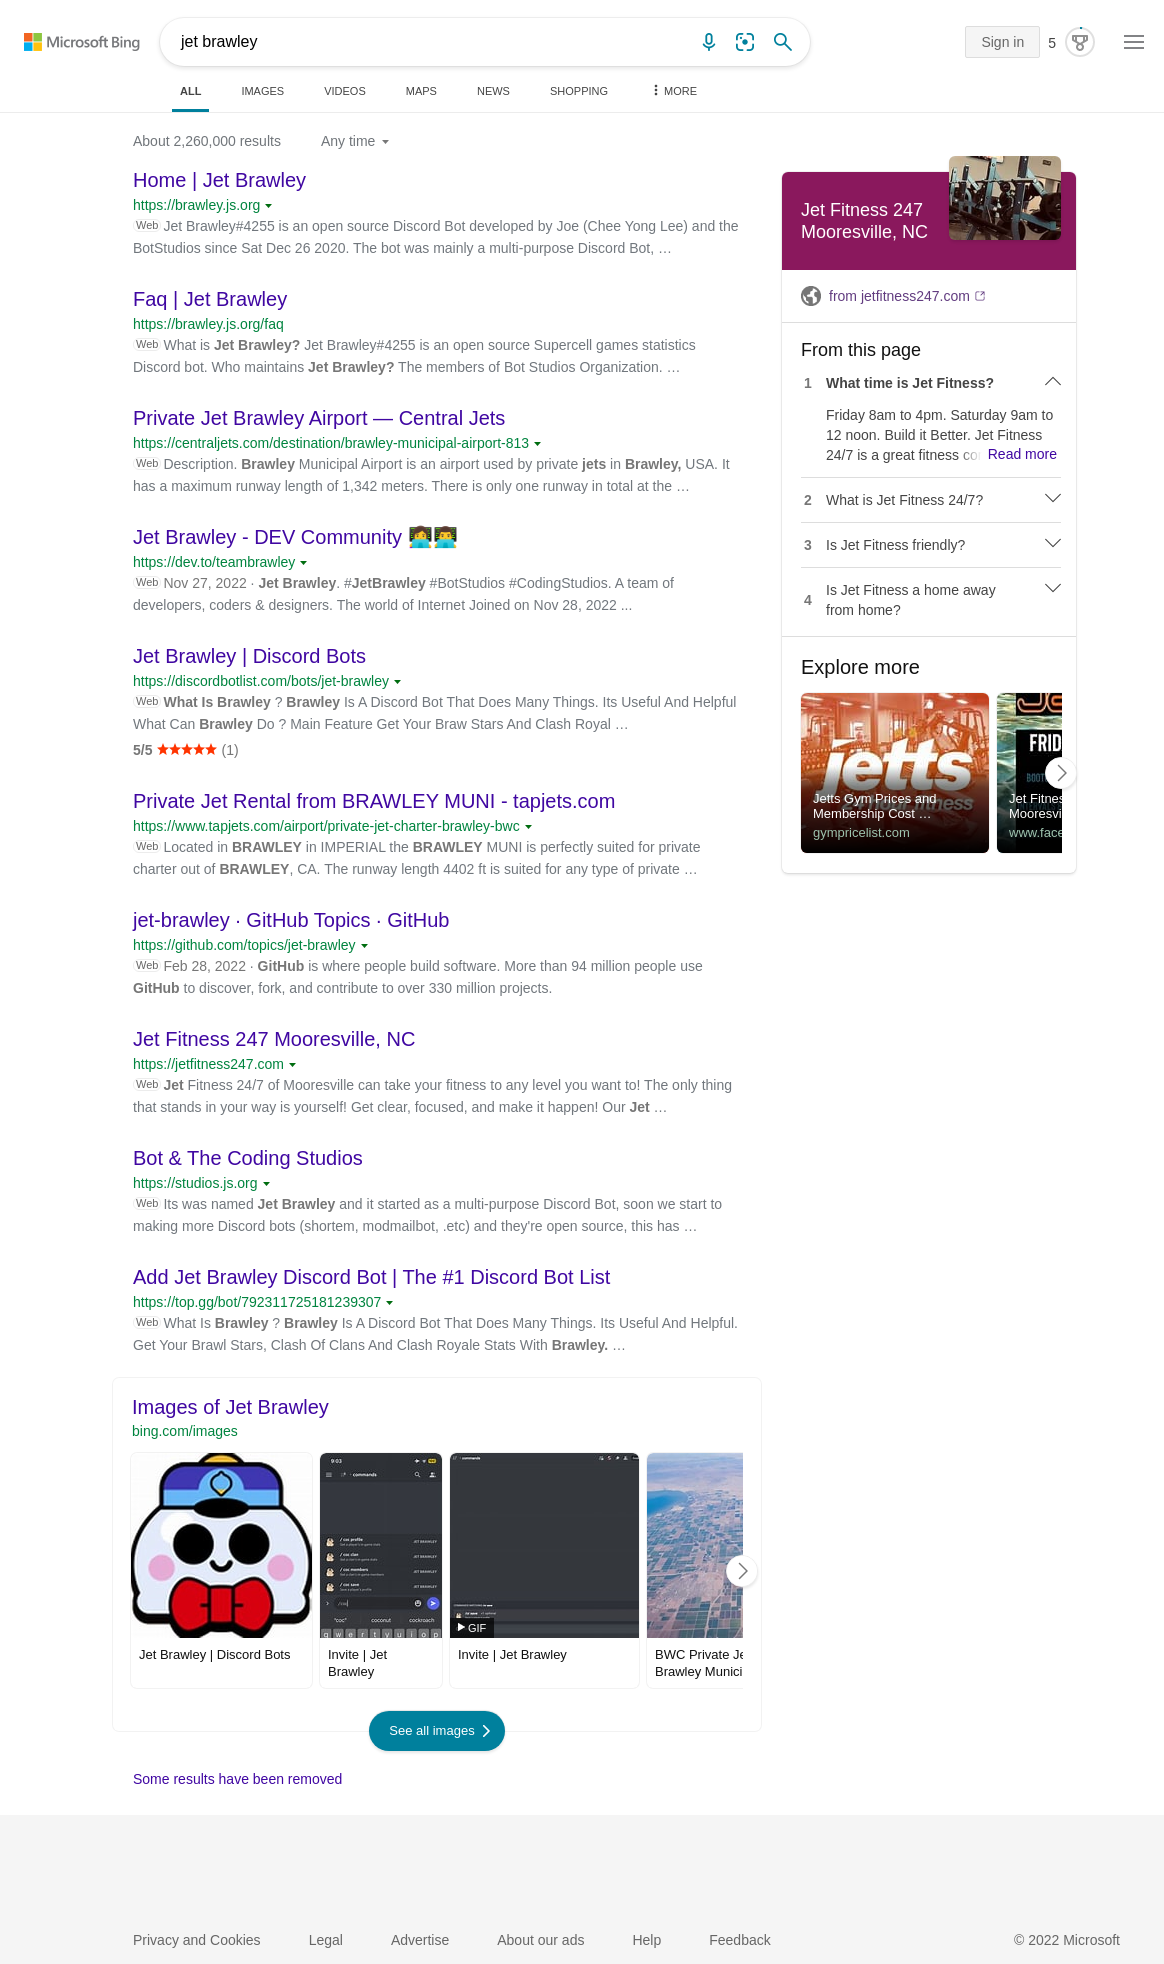 Microsoft Bing
jet brawley
Sign in
5
ALL
IMAGES
VIDEOS
MAPS
NEWS
SHOPPING
MORE
About 2,260,000 results
Any time
Home | Jet Brawley
https://brawley.js.org
Web Jet Brawley#4255 is an open source Discord Bot developed by Joe (Chee Yong Lee) and the
BotStudios since Sat Dec 26 2020. The bot was mainly a multi-purpose Discord Bot, …
Faq | Jet Brawley
https://brawley.js.org/faq
Web What is Jet Brawley? Jet Brawley#4255 is an open source Supercell games statistics
Discord bot. Who maintains Jet Brawley? The members of Bot Studios Organization. …
Private Jet Brawley Airport — Central Jets
https://centraljets.com/destination/brawley-municipal-airport-813
Web Description. Brawley Municipal Airport is an airport used by private jets in Brawley, USA. It
has a maximum runway length of 1,342 meters. There is only one runway in total at the …
Jet Brawley - DEV Community 👩‍💻👨‍💻
https://dev.to/teambrawley
Web Nov 27, 2022 · Jet Brawley. #JetBrawley #BotStudios #CodingStudios. A team of
developers, coders & designers. The world of Internet Joined on Nov 28, 2022 ...
Jet Brawley | Discord Bots
https://discordbotlist.com/bots/jet-brawley
Web What Is Brawley ? Brawley Is A Discord Bot That Does Many Things. Its Useful And Helpful
What Can Brawley Do ? Main Feature Get Your Braw Stars And Clash Royal …
5/5 ★★★★★ (1)
Private Jet Rental from BRAWLEY MUNI - tapjets.com
https://www.tapjets.com/airport/private-jet-charter-brawley-bwc
Web Located in BRAWLEY in IMPERIAL the BRAWLEY MUNI is perfectly suited for private
charter out of BRAWLEY, CA. The runway length 4402 ft is suited for any type of private …
jet-brawley · GitHub Topics · GitHub
https://github.com/topics/jet-brawley
Web Feb 28, 2022 · GitHub is where people build software. More than 94 million people use
GitHub to discover, fork, and contribute to over 330 million projects.
Jet Fitness 247 Mooresville, NC
https://jetfitness247.com
Web Jet Fitness 24/7 of Mooresville can take your fitness to any level you want to! The only thing
that stands in your way is yourself! Get clear, focused, and make it happen! Our Jet …
Bot & The Coding Studios
https://studios.js.org
Web Its was named Jet Brawley and it started as a multi-purpose Discord Bot, soon we start to
making more Discord bots (shortem, modmailbot, .etc) and they're open source, this has …
Add Jet Brawley Discord Bot | The #1 Discord Bot List
https://top.gg/bot/792311725181239307
Web What Is Brawley ? Brawley Is A Discord Bot That Does Many Things. Its Useful And Helpful.
Get Your Brawl Stars, Clash Of Clans And Clash Royale Stats With Brawley. …
Images of Jet Brawley
bing.com/images
9:03
commands
/ coc profile
JET BRAWLEY
/ coc clan
JET BRAWLEY
/ coc members
JET BRAWLEY
/ coc save
JET BRAWLEY
/coc
"coc" coconut cockroach
q w e r t y u i o p
commands
GIF
Jet Brawley | Discord Bots
Invite | Jet
Brawley
Invite | Jet Brawley
BWC Private Je
Brawley Munici
See all images
Some results have been removed
Jet Fitness 247
Mooresville, NC
from jetfitness247.com
From this page
1 What time is Jet Fitness?
Friday 8am to 4pm. Saturday 9am to
12 noon. Build it Better. Jet Fitness
24/7 is a great fitness co Read more
2 What is Jet Fitness 24/7?
3 Is Jet Fitness friendly?
4 Is Jet Fitness a home away
from home?
Explore more
jetts
24 hour fitness
Jetts Gym Prices and
Membership Cost …
gympricelist.com
FRID
BOOT
Jet Fitnes
Mooresvi
www.face
Privacy and Cookies
Legal
Advertise
About our ads
Help
Feedback
© 2022 Microsoft